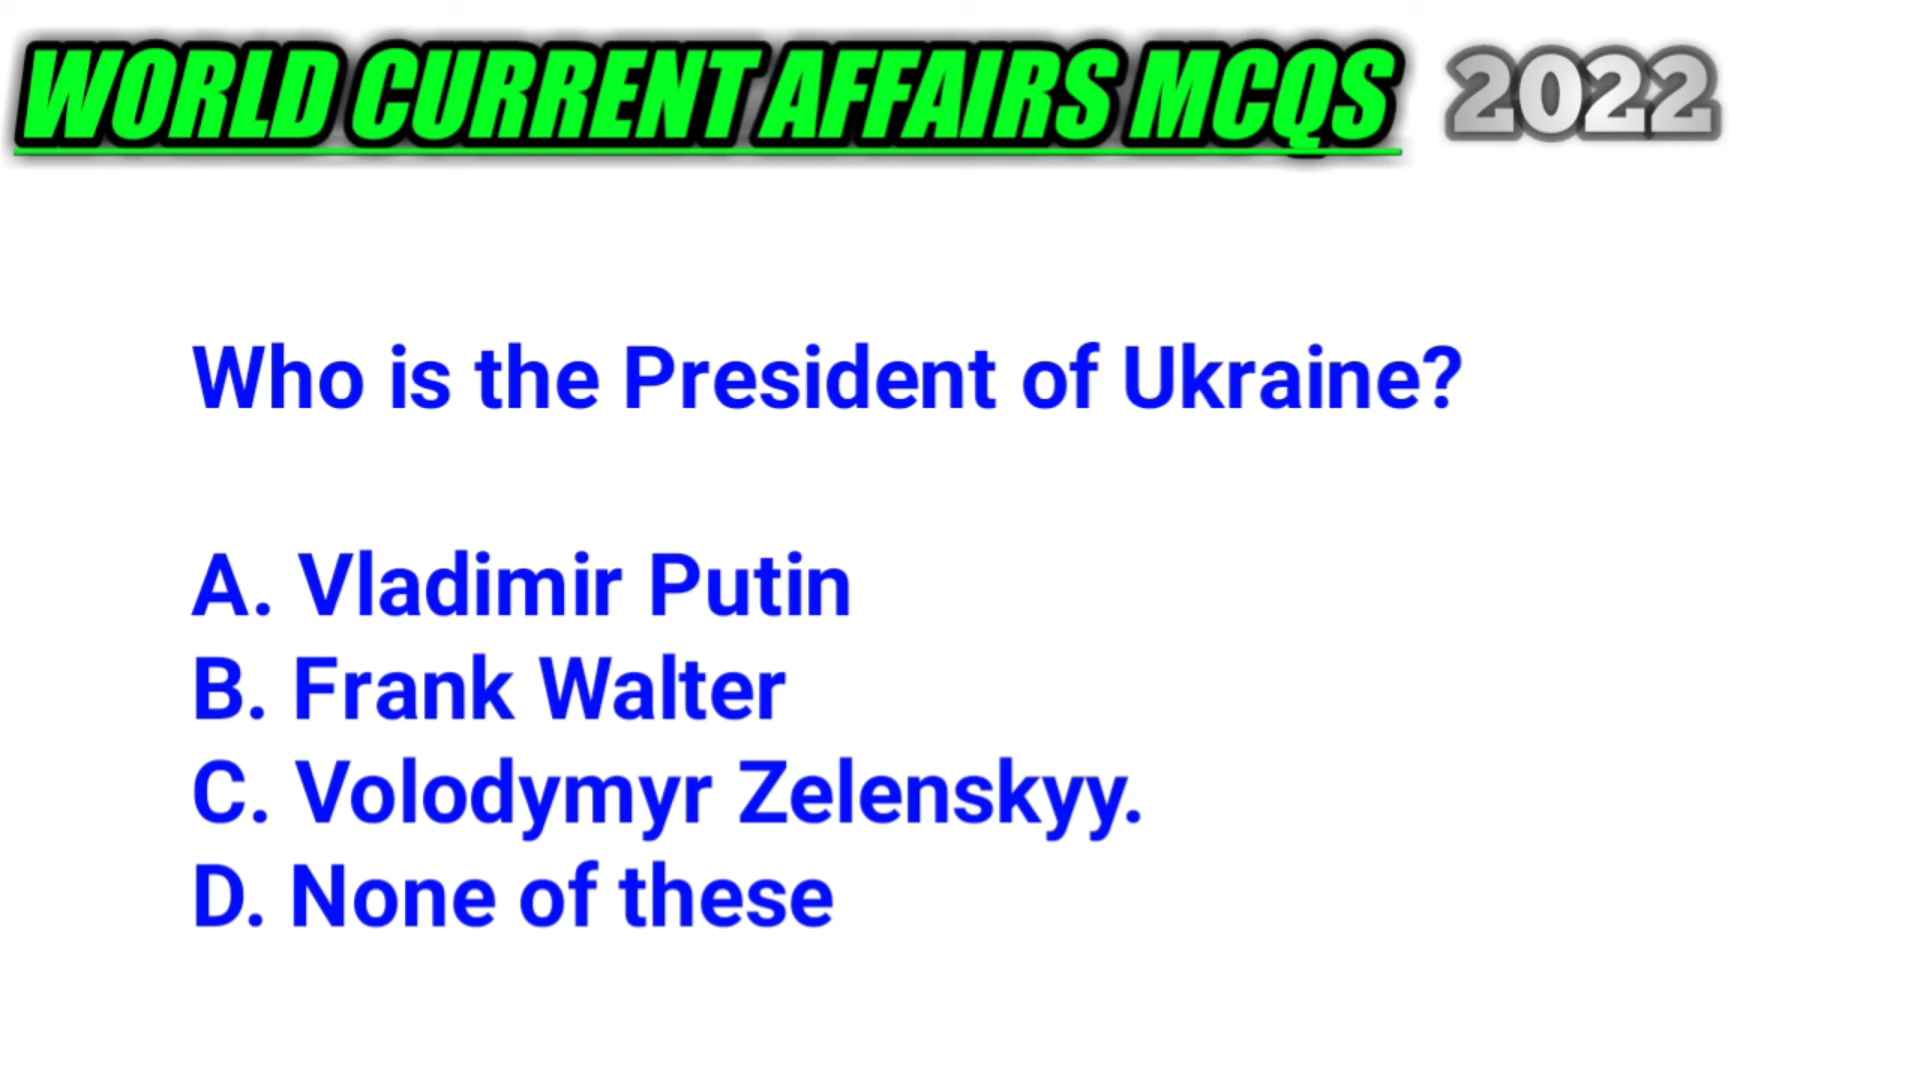 WORLD CURRENT AFFAIRS MCQS 2022
Who is the President of Ukraine?
A. Vladimir Putin
B. Frank Walter
C. Volodymyr Zelenskyy.
D. None of these